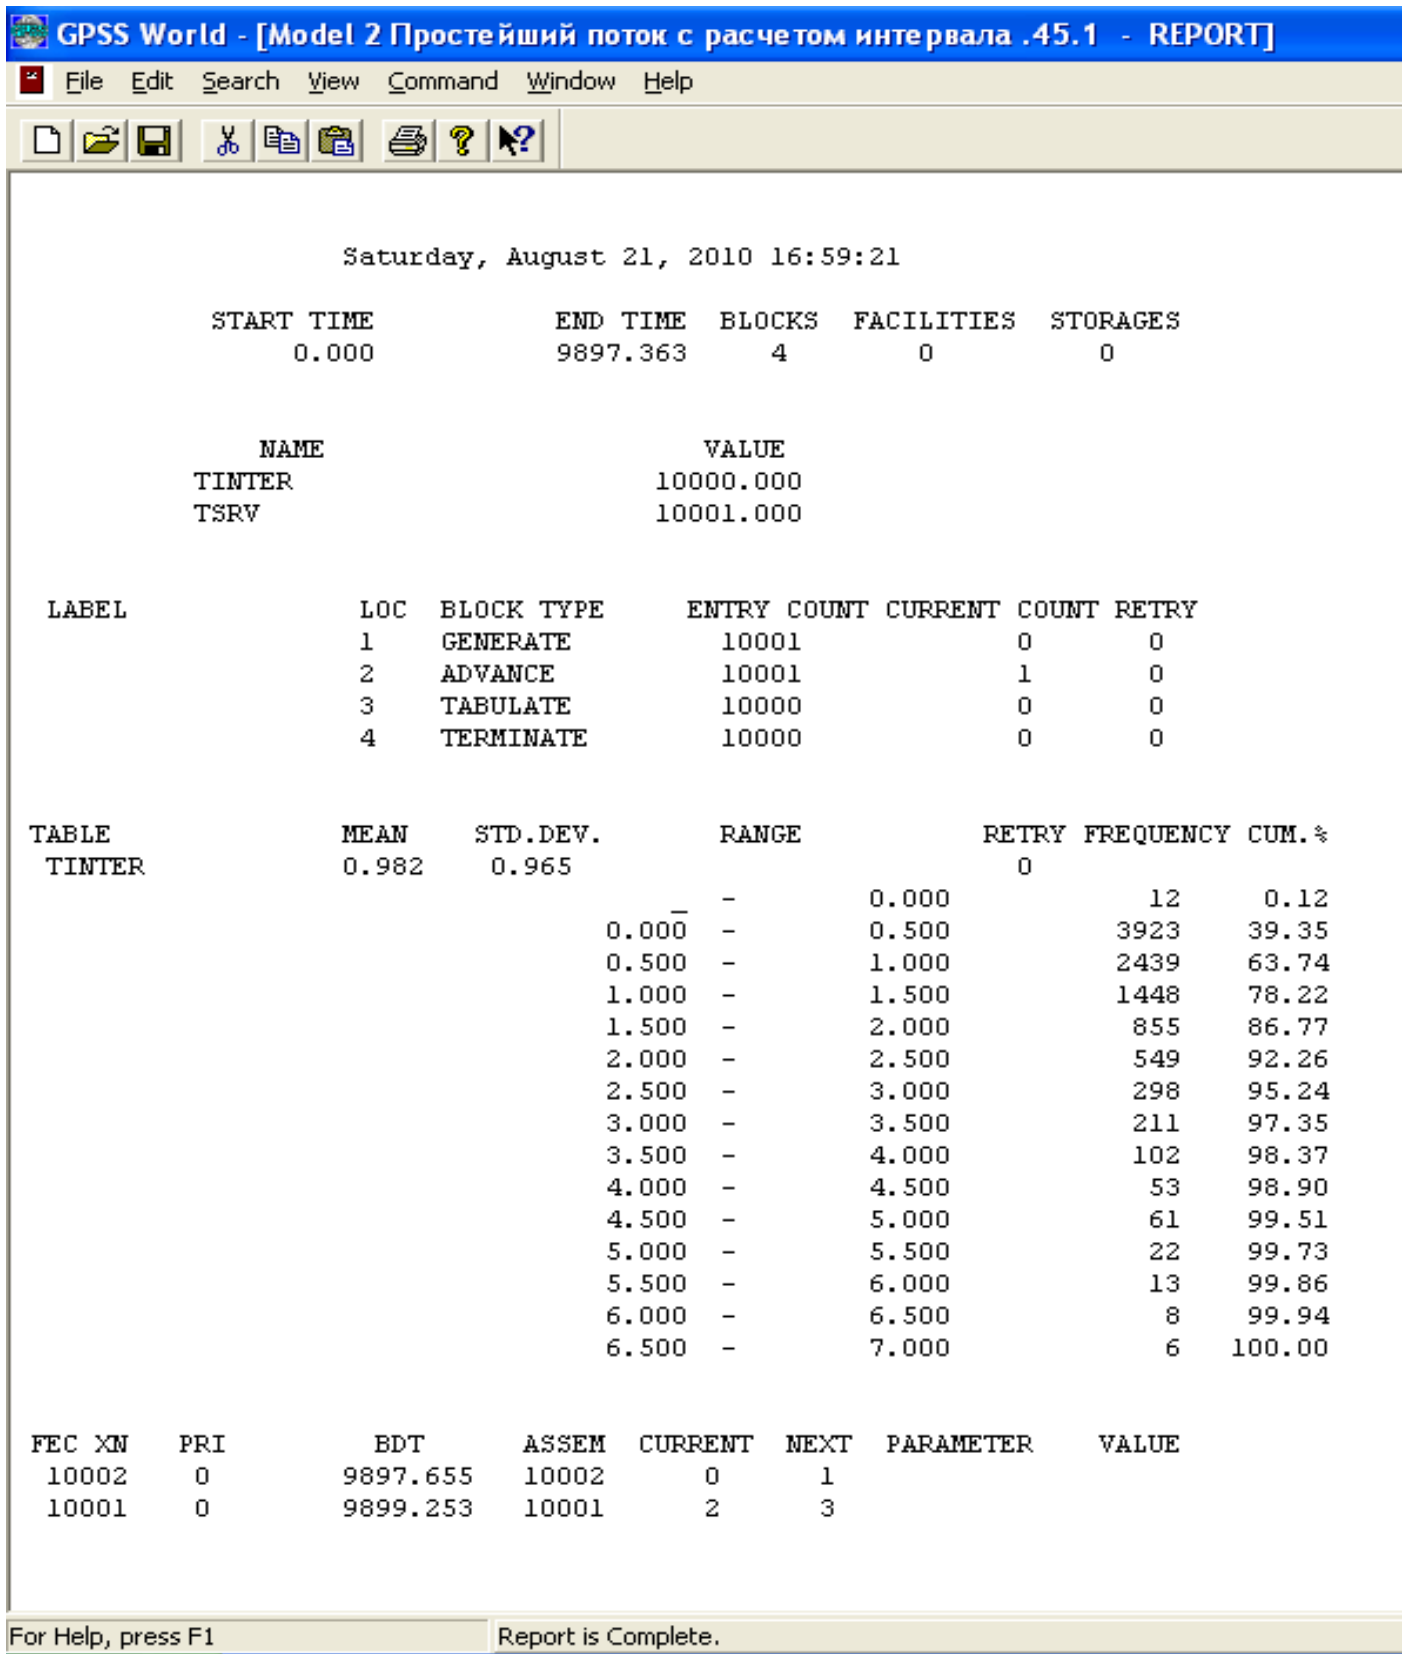 GPSS World - [Model 2 Простейший поток с расчетом интервала .45.1 - REPORT]
File Edit Search View Command Window Help
Saturday, August 21, 2010 16:59:21
START TIME END TIME BLOCKS FACILITIES STORAGES
0.000 9897.363 4 0 0
NAME VALUE
TINTER 10000.000
TSRV 10001.000
LABEL LOC BLOCK TYPE ENTRY COUNT CURRENT COUNT RETRY
1 GENERATE 10001 0 0
2 ADVANCE 10001 1 0
3 TABULATE 10000 0 0
4 TERMINATE 10000 0 0
TABLE MEAN STD.DEV. RANGE RETRY FREQUENCY CUM.%
TINTER 0.982 0.965 0
_ - 0.000 12 0.12
0.000 - 0.500 3923 39.35
0.500 - 1.000 2439 63.74
1.000 - 1.500 1448 78.22
1.500 - 2.000 855 86.77
2.000 - 2.500 549 92.26
2.500 - 3.000 298 95.24
3.000 - 3.500 211 97.35
3.500 - 4.000 102 98.37
4.000 - 4.500 53 98.90
4.500 - 5.000 61 99.51
5.000 - 5.500 22 99.73
5.500 - 6.000 13 99.86
6.000 - 6.500 8 99.94
6.500 - 7.000 6 100.00
FEC XN PRI BDT ASSEM CURRENT NEXT PARAMETER VALUE
10002 0 9897.655 10002 0 1
10001 0 9899.253 10001 2 3
For Help, press F1 Report is Complete.